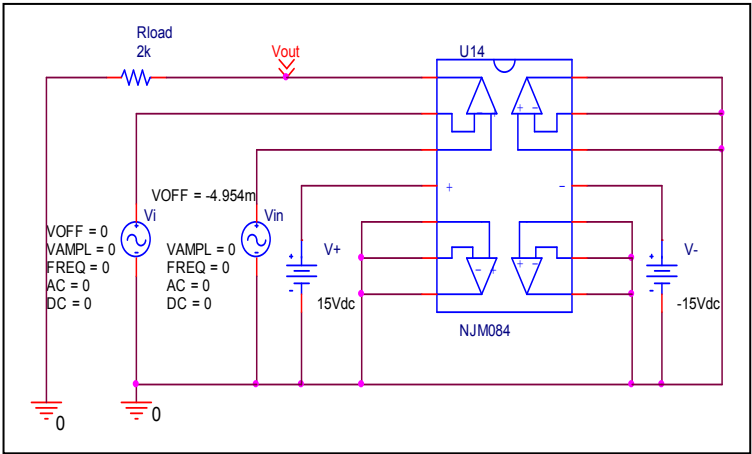 Rload
2k
Vout
U14
+ - + -
+ -
VOFF = -4.954m
Vi
VOFF = 0
VAMPL = 0
FREQ = 0
AC = 0
DC = 0
Vin
VAMPL = 0
FREQ = 0
AC = 0
DC = 0
V+
15Vdc
- + + -
V-
-15Vdc
NJM084
0
0